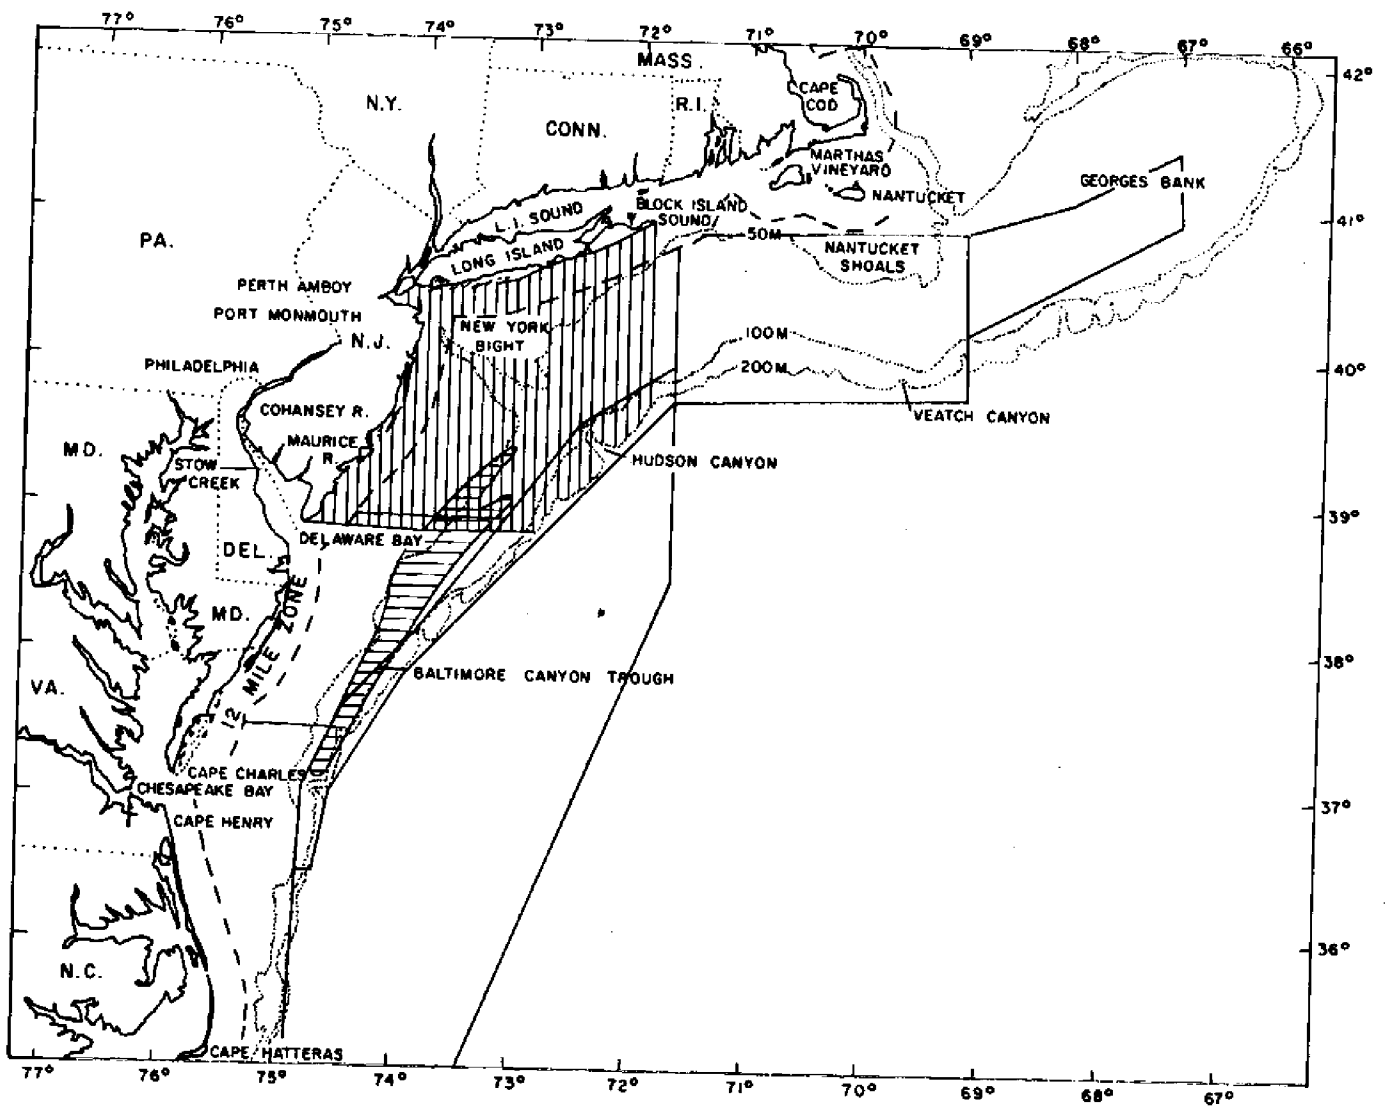 77° 76° 75° 74° 73° 72° 71° 70° 69° 68° 67° 66°
42°
MASS.
N.Y.
CONN.
R.I.
CAPE
COD
MARTHAS
VINEYARD
NANTUCKET
GEORGES BANK
L.I. SOUND
BLOCK ISLAND
SOUND
41°
PA.
LONG ISLAND
50M
NANTUCKET
SHOALS
PERTH AMBOY
PORT MONMOUTH
NEW YORK
BIGHT
N.J.
100M
200M
40°
PHILADELPHIA
COHANSEY R.
VEATCH CANYON
MAURICE
R.
MD.
STOW
CREEK
HUDSON CANYON
39°
DELAWARE BAY
DEL.
MD.
12 MILE ZONE
38°
VA.
BALTIMORE CANYON TROUGH
CAPE CHARLES
CHESAPEAKE BAY
37°
CAPE HENRY
36°
N.C.
CAPE HATTERAS
77° 76° 75° 74° 73° 72° 71° 70° 69° 68° 67°